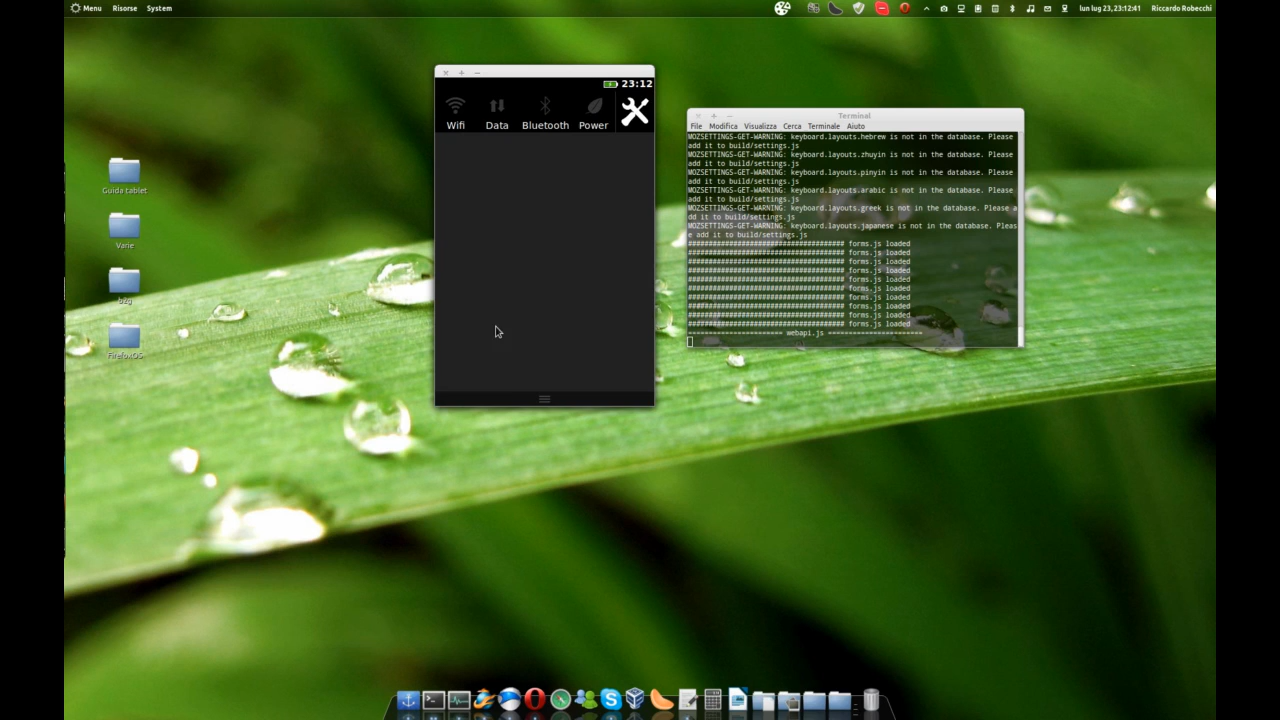 Menu Risorse System
lun lug 23, 23:12:41 Riccardo Robecchi
23:12
Wifi Data Bluetooth Power
Terminal
File Modifica Visualizza Cerca Terminale Aiuto
MOZSETTINGS-GET-WARNING: keyboard.layouts.hebrew is not in the database. Please
add it to build/settings.js
MOZSETTINGS-GET-WARNING: keyboard.layouts.zhuyin is not in the database. Please
add it to build/settings.js
MOZSETTINGS-GET-WARNING: keyboard.layouts.pinyin is not in the database. Please
add it to build/settings.js
MOZSETTINGS-GET-WARNING: keyboard.layouts.arabic is not in the database. Please
add it to build/settings.js
MOZSETTINGS-GET-WARNING: keyboard.layouts.greek is not in the database. Please a
dd it to build/settings.js
MOZSETTINGS-GET-WARNING: keyboard.layouts.japanese is not in the database. Pleas
e add it to build/settings.js
################################### forms.js loaded
################################### forms.js loaded
################################### forms.js loaded
################################### forms.js loaded
################################### forms.js loaded
################################### forms.js loaded
################################### forms.js loaded
################################### forms.js loaded
################################### forms.js loaded
################################### forms.js loaded
===================== webapi.js =====================
Guida tablet
Varie
b2g
FirefoxOS